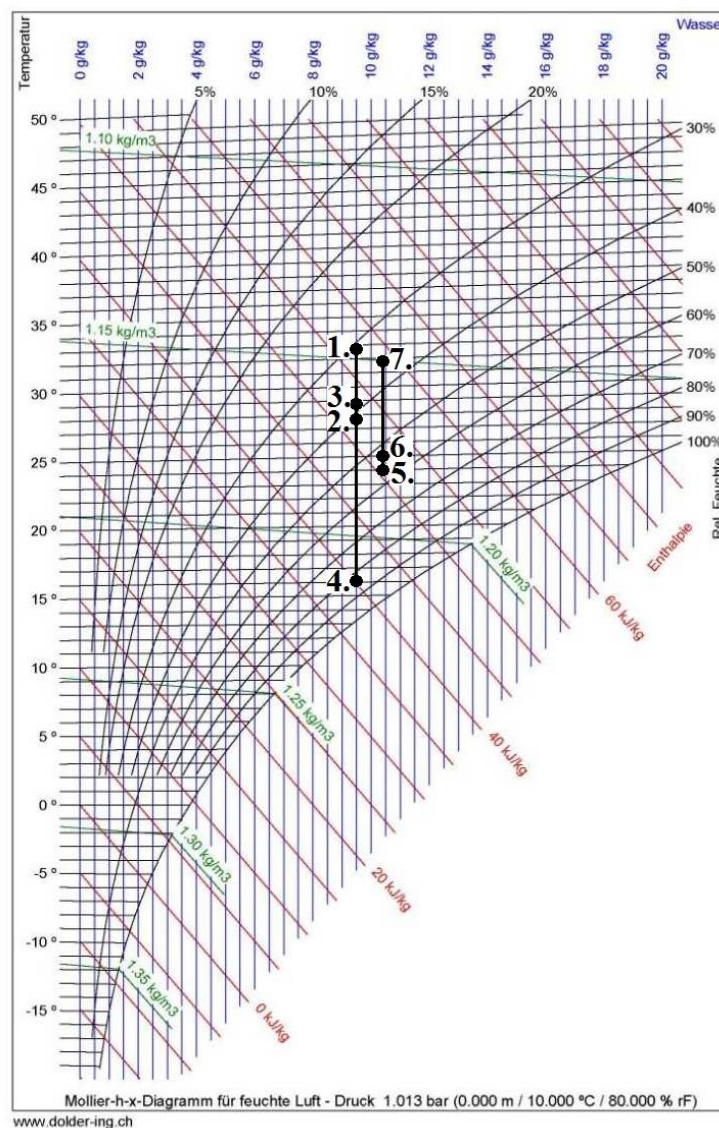 Temperatur
0 g/kg
2 g/kg
4 g/kg
6 g/kg
8 g/kg
10 g/kg
12 g/kg
14 g/kg
16 g/kg
18 g/kg
20 g/kg
Wasse
5%
10%
15%
20%
50 °
30%
1.10 kg/m3
45 °
40%
40 °
50%
35 °
60%
1.15 kg/m3
1.
7.
70%
30 °
3.
80%
2.
90%
6.
100%
25 °
5.
Rel. Feuchte
20 °
1.20 kg/m3
Enthalpie
4.
15 °
60 kJ/kg
10 °
1.25 kg/m3
5 °
40 kJ/kg
0 °
1.30 kg/m3
-5 °
20 kJ/kg
-10 °
1.35 kg/m3
-15 °
0 kJ/kg
Mollier-h-x-Diagramm für feuchte Luft - Druck 1.013 bar (0.000 m / 10.000 °C / 80.000 % rF)
www.dolder-ing.ch